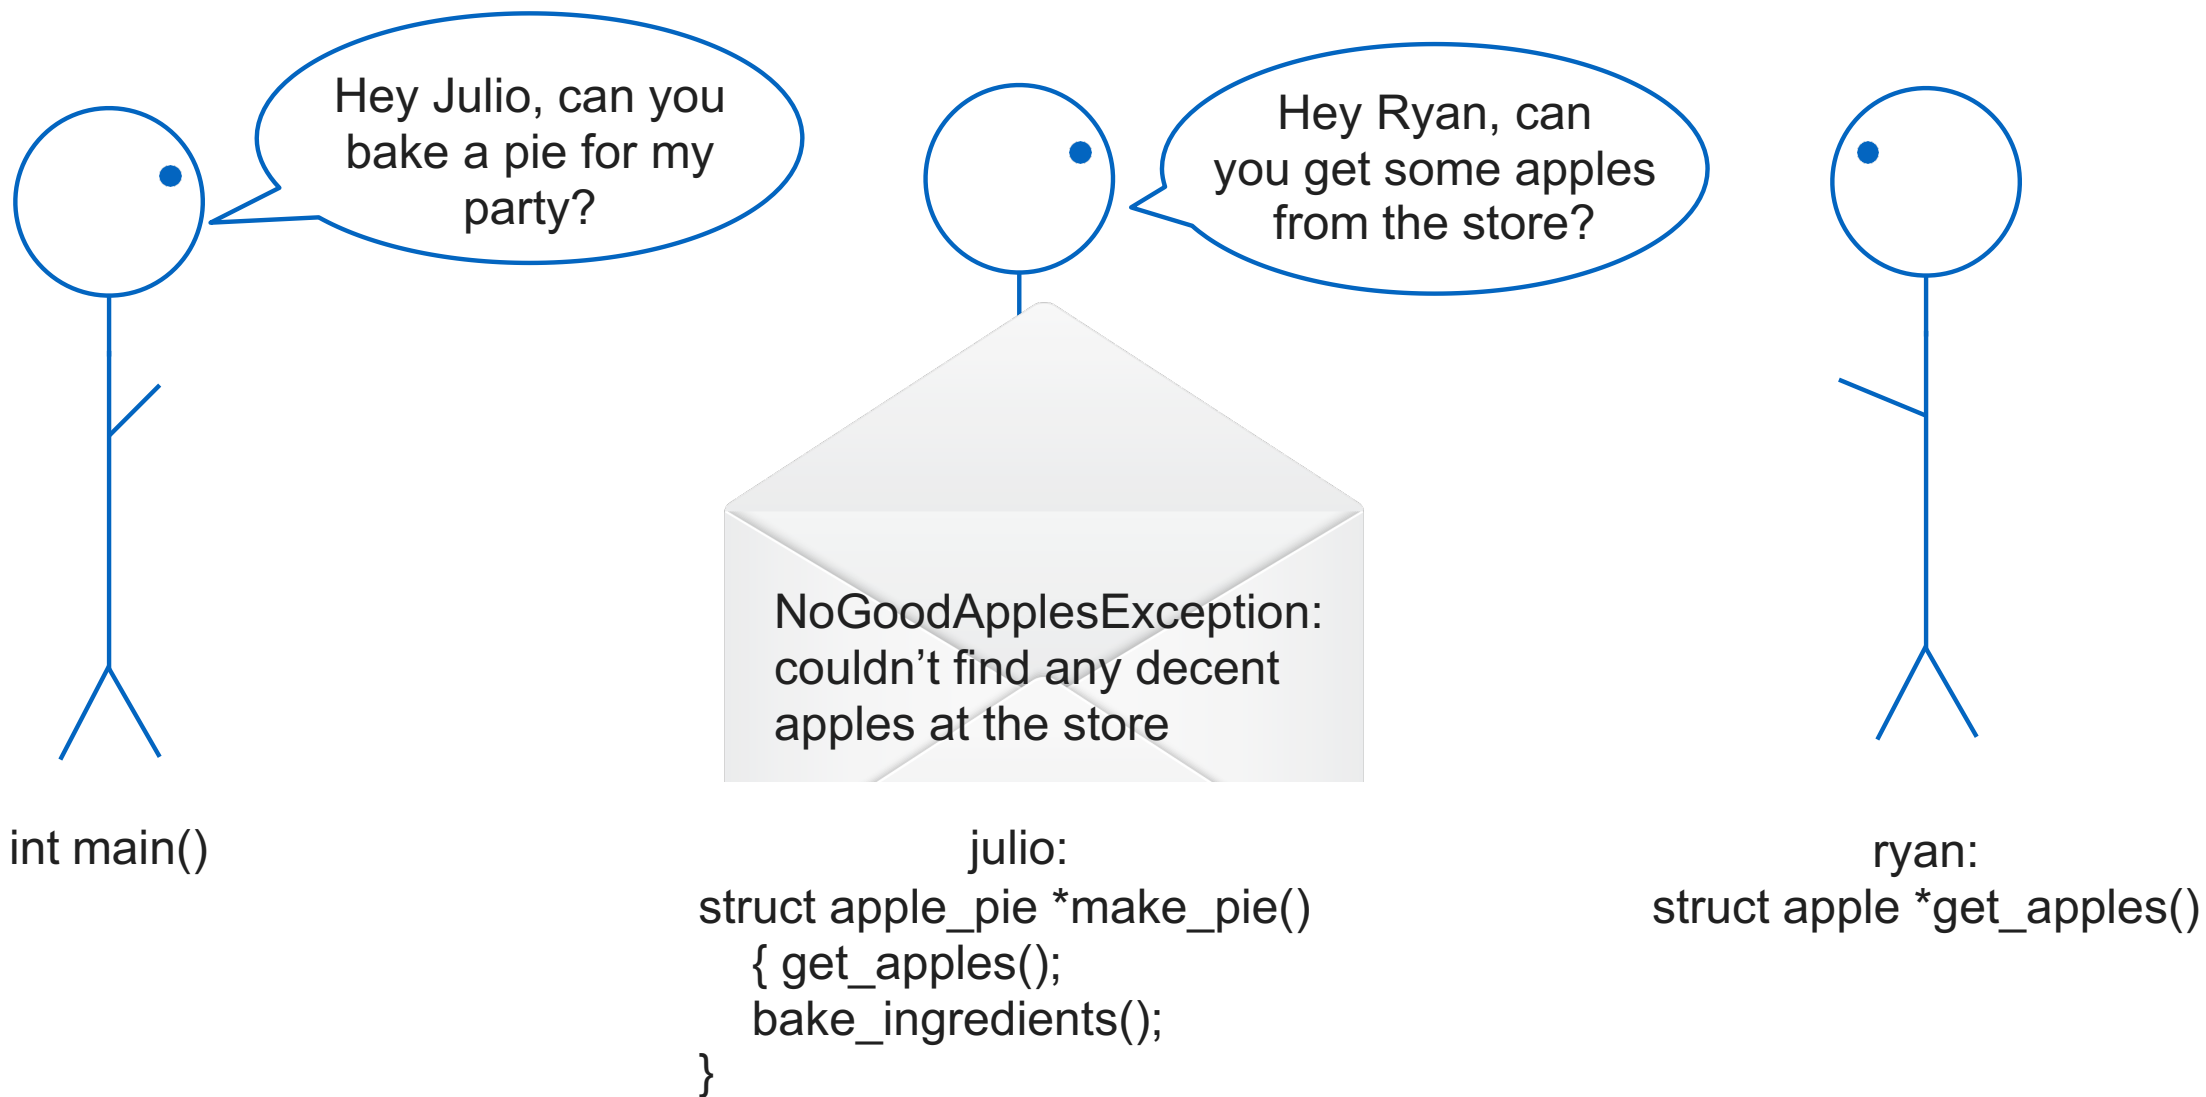 Hey Julio, can you
bake a pie for my
party?
Hey Ryan, can
you get some apples
from the store?
NoGoodApplesException:
couldn’t find any decent
apples at the store
int main()
julio:
struct apple_pie *make_pie()
{ get_apples();
bake_ingredients();
}
ryan:
struct apple *get_apples()